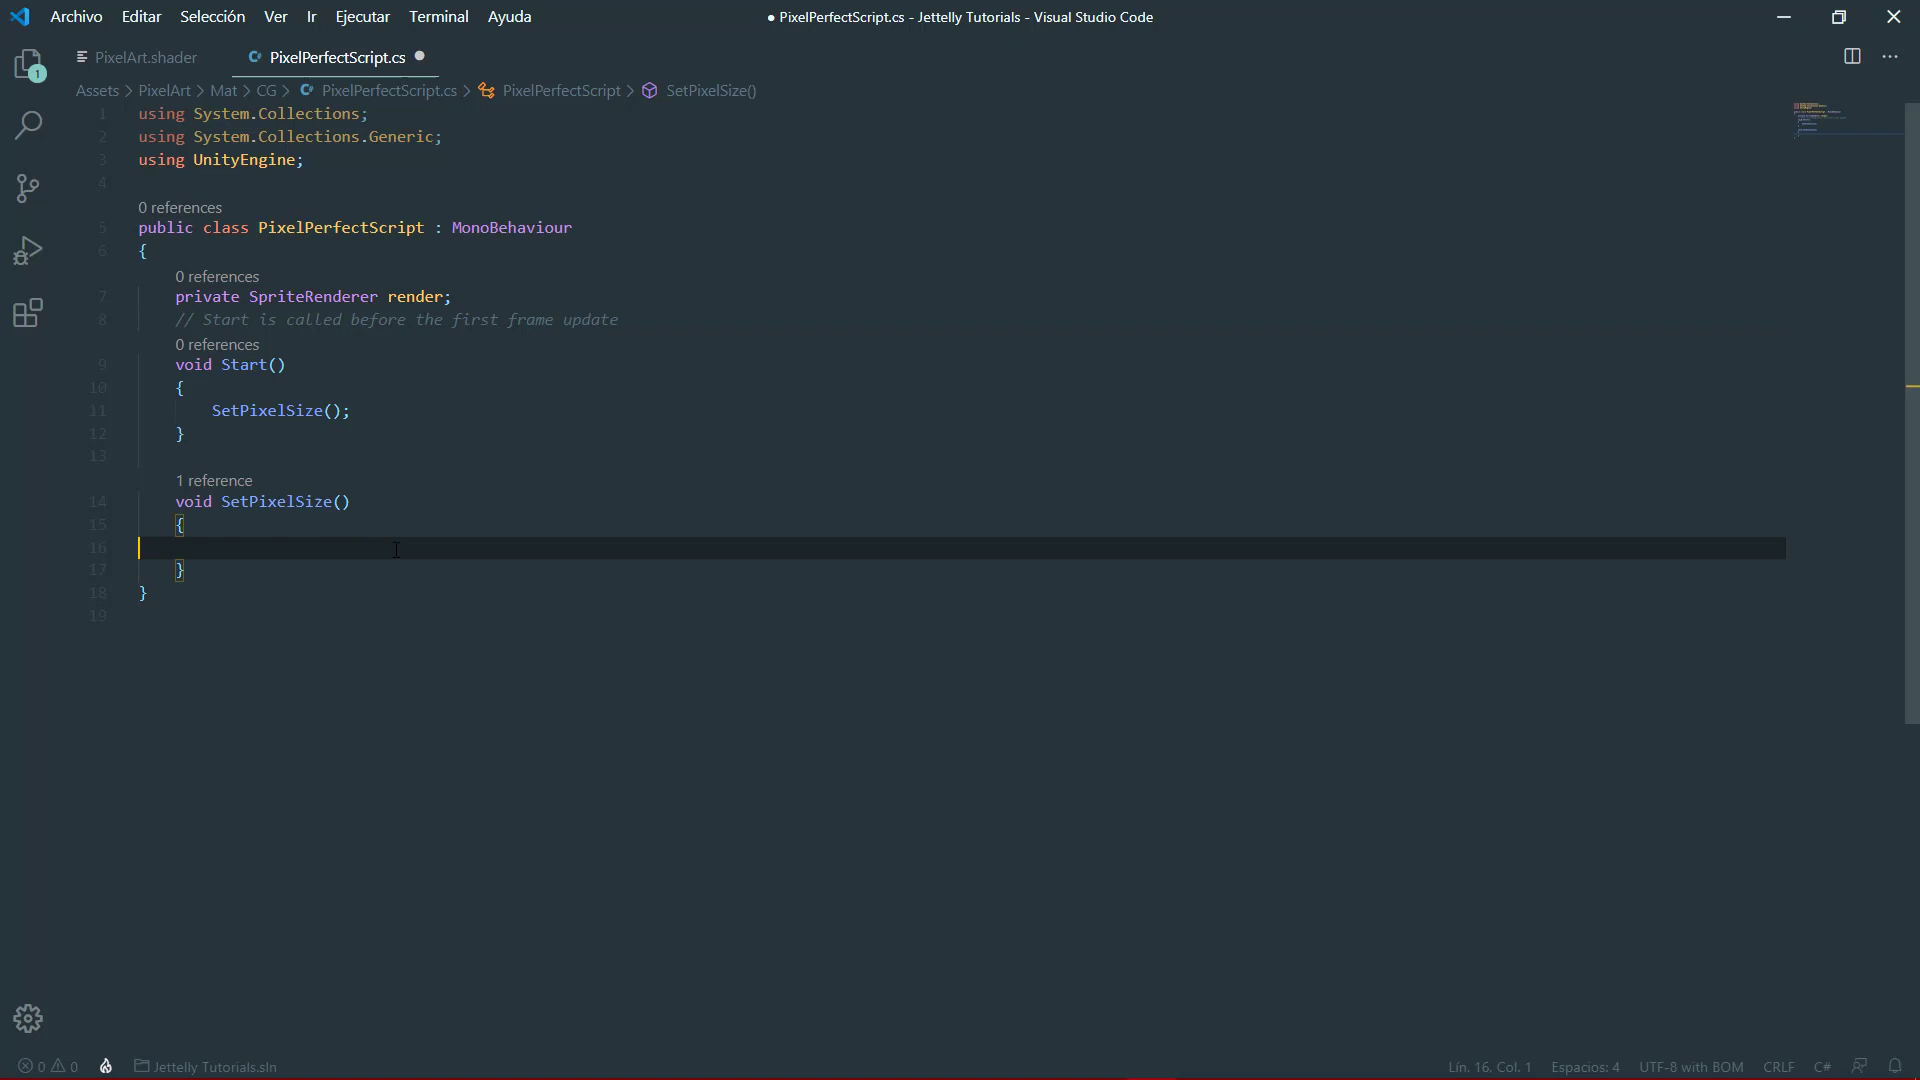 Archivo Editar Selección Ver Ir Ejecutar Terminal Ayuda
● PixelPerfectScript.cs - Jettelly Tutorials - Visual Studio Code
PixelArt.shader
PixelPerfectScript.cs
Assets > PixelArt > Mat > CG > PixelPerfectScript.cs > PixelPerfectScript > SetPixelSize()
1 using System.Collections;
2 using System.Collections.Generic;
3 using UnityEngine;
4
0 references
5 public class PixelPerfectScript : MonoBehaviour
6 {
0 references
7 private SpriteRenderer render;
8 // Start is called before the first frame update
0 references
9 void Start()
10 {
11 SetPixelSize();
12 }
13
1 reference
14 void SetPixelSize()
15 {
16
17 }
18 }
19
1
0 0 Jettelly Tutorials.sln
Lín. 16, Col. 1 Espacios: 4 UTF-8 with BOM CRLF C#